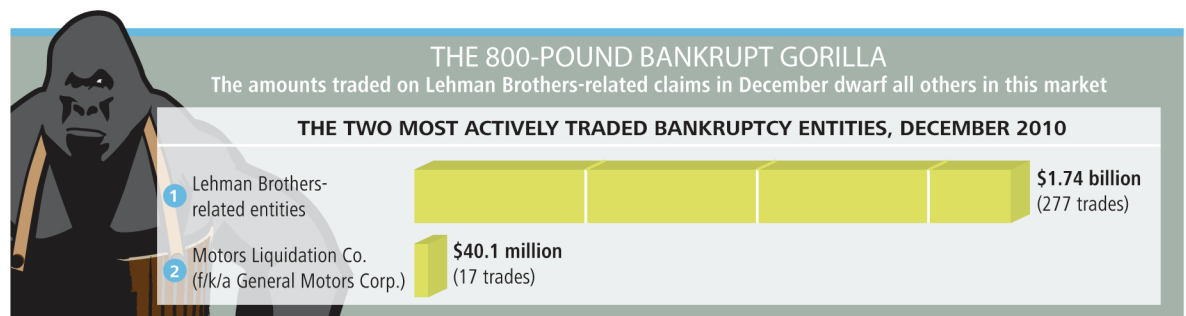 THE 800-POUND BANKRUPT GORILLA
The amounts traded on Lehman Brothers-related claims in December dwarf all others in this market
THE TWO MOST ACTIVELY TRADED BANKRUPTCY ENTITIES, DECEMBER 2010
1 Lehman Brothers-
related entities
$1.74 billion
(277 trades)
2 Motors Liquidation Co.
(f/k/a General Motors Corp.)
$40.1 million
(17 trades)